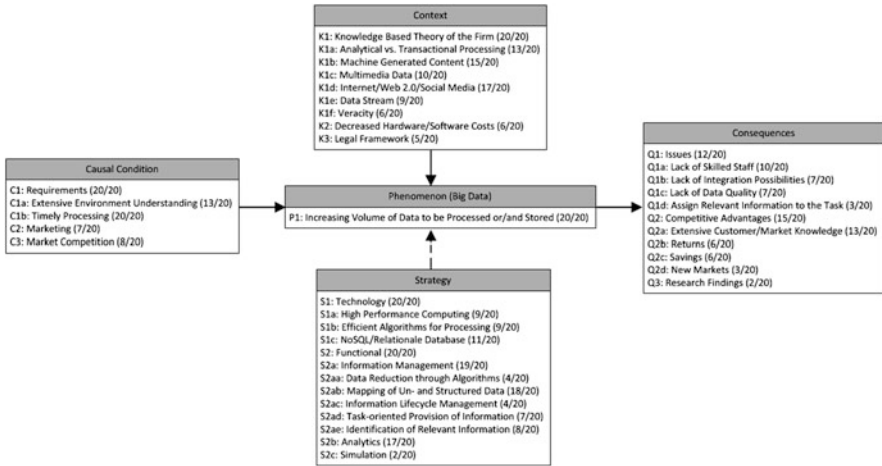 Context
K1: Knowledge Based Theory of the Firm (20/20)
K1a: Analytical vs. Transactional Processing (13/20)
K1b: Machine Generated Content (15/20)
K1c: Multimedia Data (10/20)
K1d: Internet/Web 2.0/Social Media (17/20)
K1e: Data Stream (9/20)
K1f: Veracity (6/20)
K2: Decreased Hardware/Software Costs (6/20)
K3: Legal Framework (5/20)
Causal Condition
C1: Requirements (20/20)
C1a: Extensive Environment Understanding (13/20)
C1b: Timely Processing (20/20)
C2: Marketing (7/20)
C3: Market Competition (8/20)
Phenomenon (Big Data)
P1: Increasing Volume of Data to be Processed or/and Stored (20/20)
Consequences
Q1: Issues (12/20)
Q1a: Lack of Skilled Staff (10/20)
Q1b: Lack of Integration Possibilities (7/20)
Q1c: Lack of Data Quality (7/20)
Q1d: Assign Relevant Information to the Task (3/20)
Q2: Competitive Advantages (15/20)
Q2a: Extensive Customer/Market Knowledge (13/20)
Q2b: Returns (6/20)
Q2c: Savings (6/20)
Q2d: New Markets (3/20)
Q3: Research Findings (2/20)
Strategy
S1: Technology (20/20)
S1a: High Performance Computing (9/20)
S1b: Efficient Algorithms for Processing (9/20)
S1c: NoSQL/Relationale Database (11/20)
S2: Functional (20/20)
S2a: Information Management (19/20)
S2aa: Data Reduction through Algorithms (4/20)
S2ab: Mapping of Un- and Structured Data (18/20)
S2ac: Information Lifecycle Management (4/20)
S2ad: Task-oriented Provision of Information (7/20)
S2ae: Identification of Relevant Information (8/20)
S2b: Analytics (17/20)
S2c: Simulation (2/20)